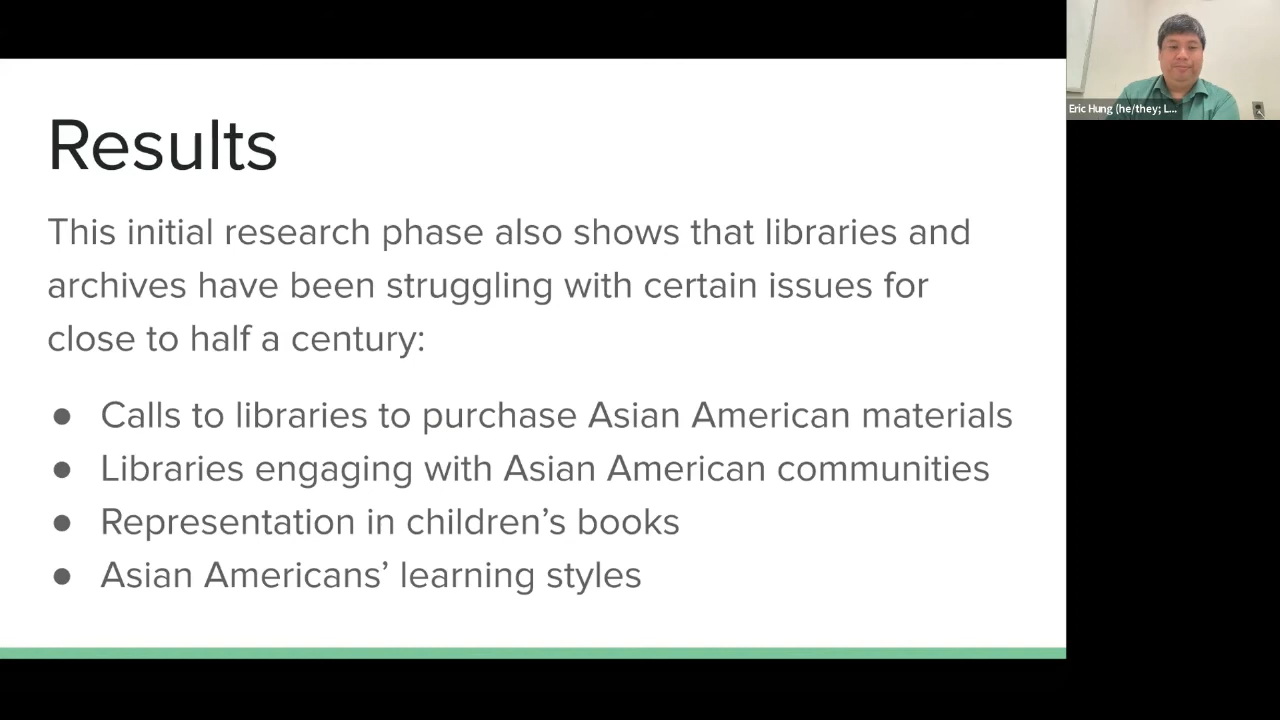 Results
This initial research phase also shows that libraries and
archives have been struggling with certain issues for
close to half a century:
● Calls to libraries to purchase Asian American materials
● Libraries engaging with Asian American communities
● Representation in children’s books
● Asian Americans’ learning styles
Eric Hung (he/they; L...